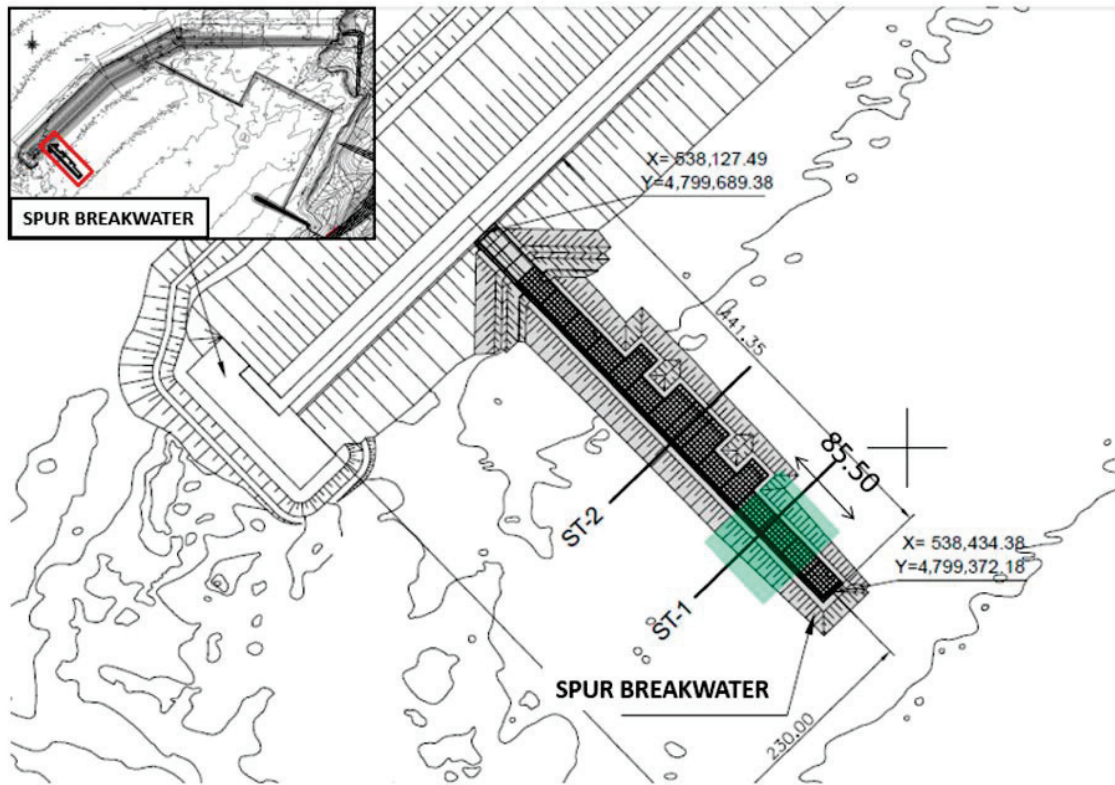 SPUR BREAKWATER
X= 538,127.49
Y=4,799,689.38
441.35
85.50
ST-2
X= 538,434.38
Y=4,799,372.18
ST-1
SPUR BREAKWATER
230.00